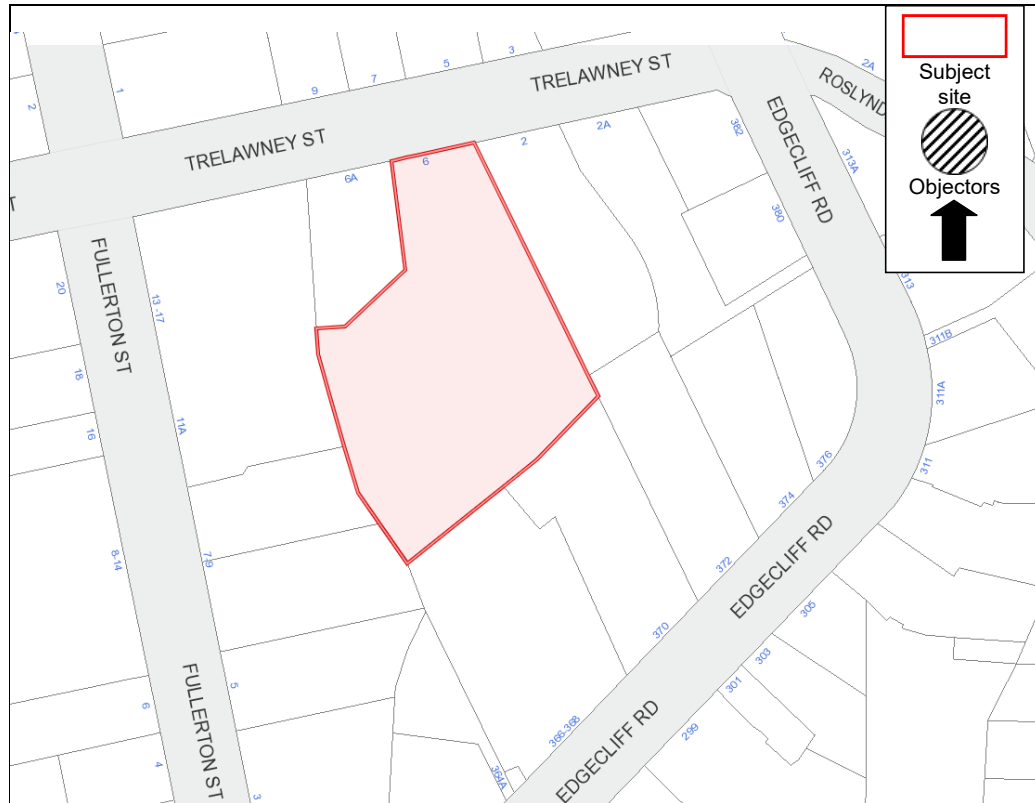 3
5
7
9
1
2
TRELAWNEY ST
2A
ROSLYND
Subject
site
Objectors
TRELAWNEY ST
2A
2
6
6A
382
EDGECLIFF RD
313A
380
313
T
FULLERTON ST
20
13 -17
311B
18
311A
11A
16
376
311
374
8-14
7-9
372
EDGECLIFF RD
305
370
303
301
5
6
FULLERTON ST
366-368
299
EDGECLIFF RD
364A
4
3